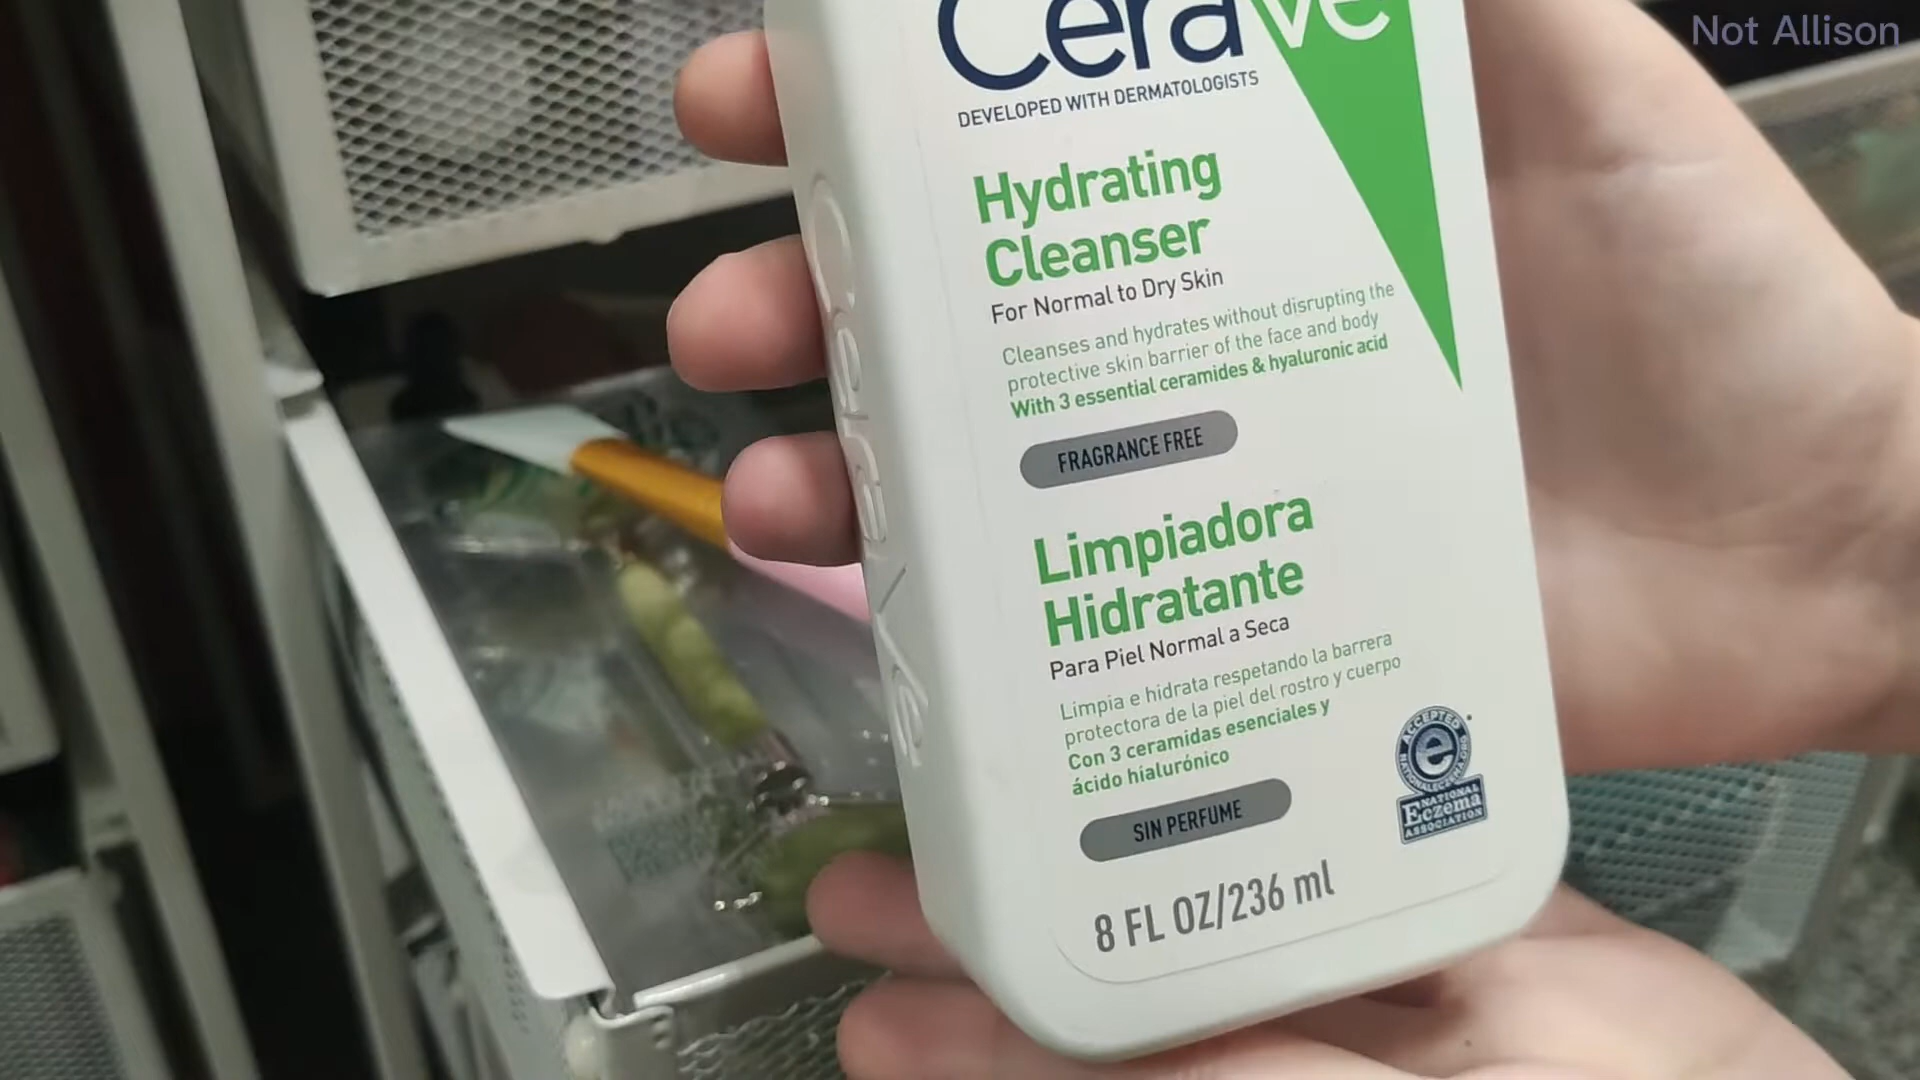 Not Allison
CeraVe
DEVELOPED WITH DERMATOLOGISTS
Hydrating
Cleanser
For Normal to Dry Skin
Cleanses and hydrates without disrupting the
protective skin barrier of the face and body
With 3 essential ceramides & hyaluronic acid
FRAGRANCE FREE
Limpiadora
Hidratante
Para Piel Normal a Seca
Limpia e hidrata respetando la barrera
protectora de la piel del rostro y cuerpo
Con 3 ceramidas esenciales y
ácido hialurónico
SIN PERFUME
ACCEPTED
e
NATIONALECZEMA.ORG
NATIONAL
Eczema
ASSOCIATION
8 FL OZ/236 ml
CeraVe